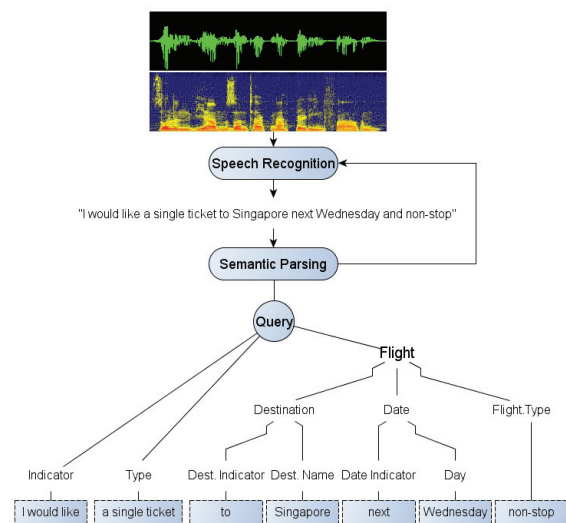 Speech Recognition
"I would like a single ticket to Singapore next Wednesday and non-stop"
Semantic Parsing
Query
Flight
Destination
Date
Flight.Type
Indicator
Type
Dest. Indicator
Dest. Name
Date Indicator
Day
I would like
a single ticket
to
Singapore
next
Wednesday
non-stop